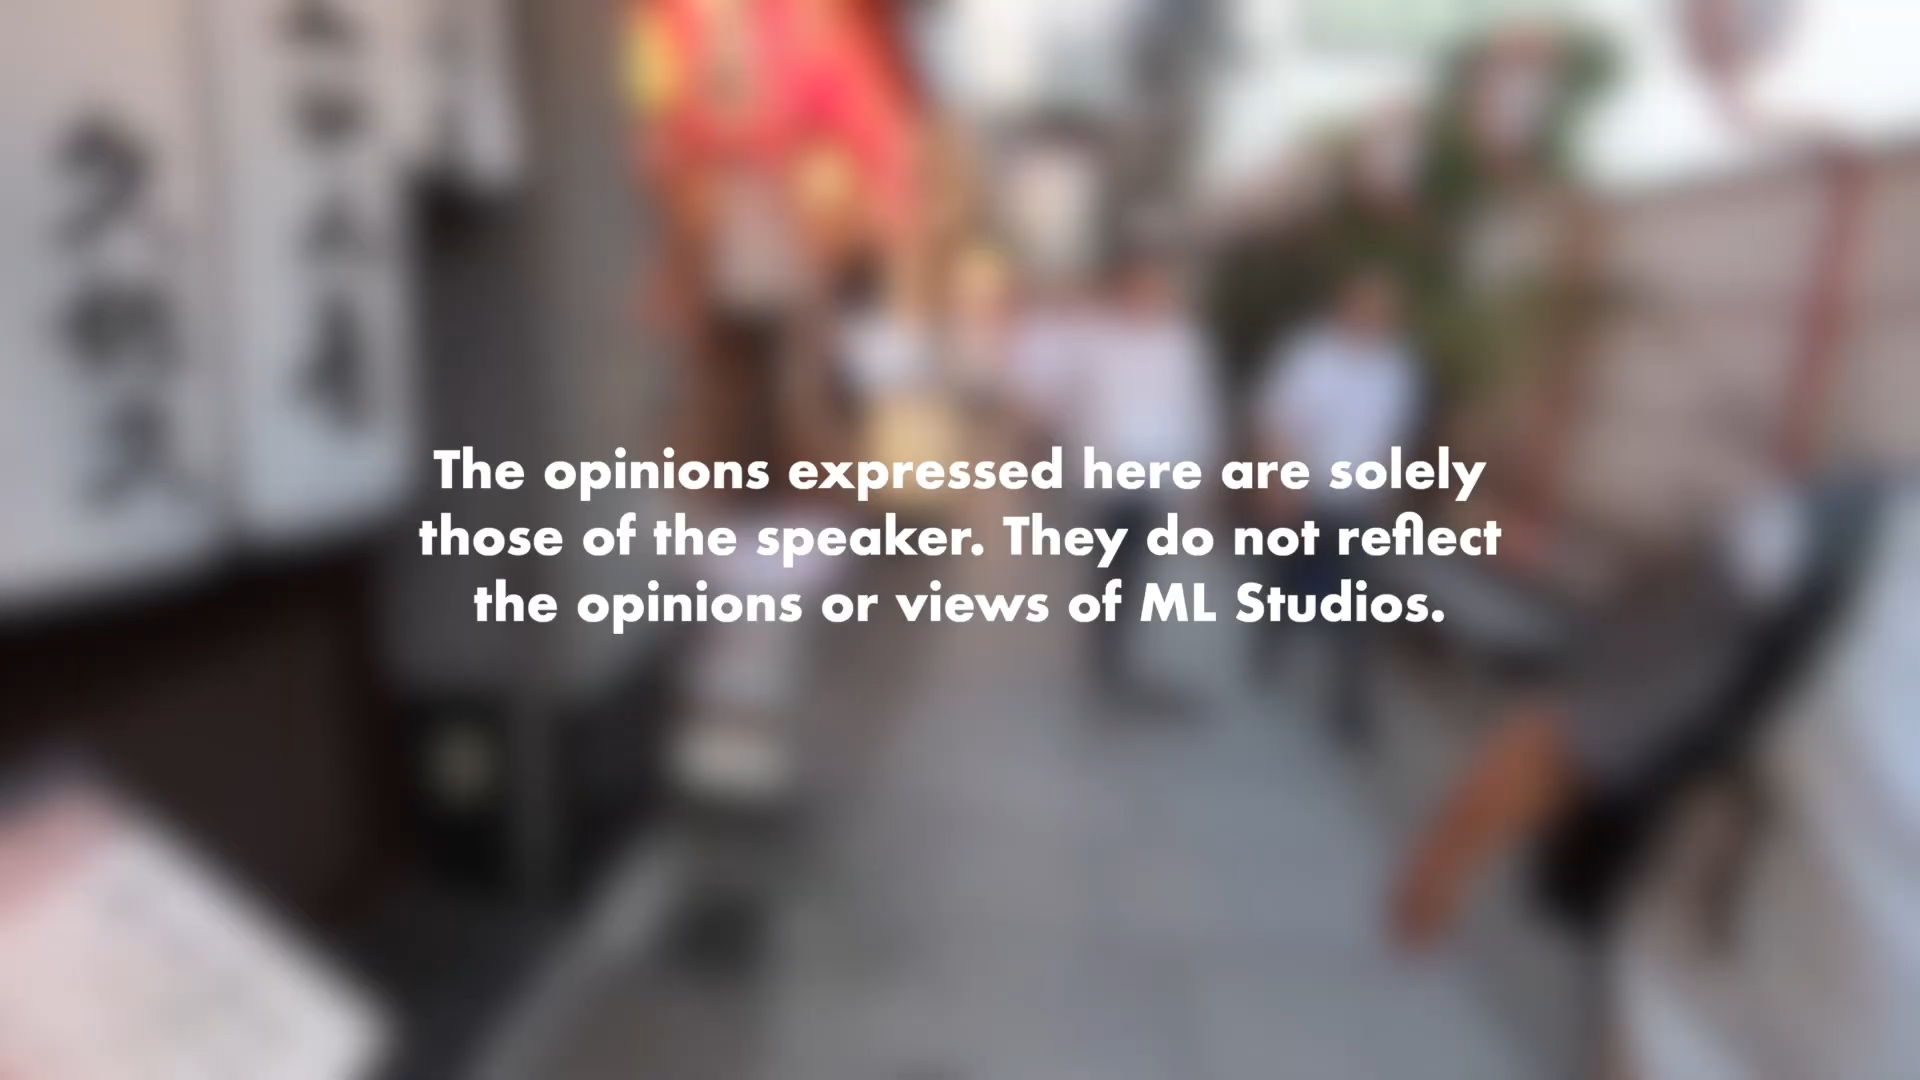 The opinions expressed here are solely
those of the speaker. They do not reflect
the opinions or views of ML Studios.